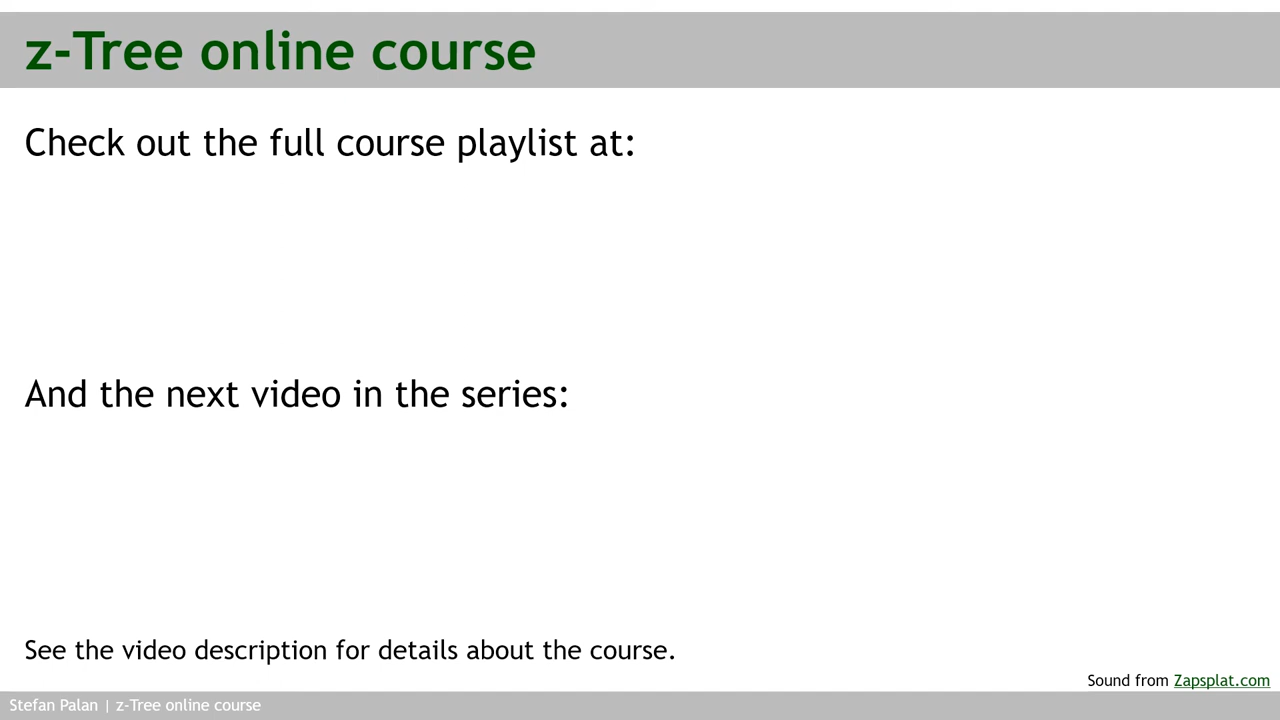 z-Tree online course
Check out the full course playlist at:
And the next video in the series:
See the video description for details about the course.
Sound from Zapsplat.com
Stefan Palan | z-Tree online course